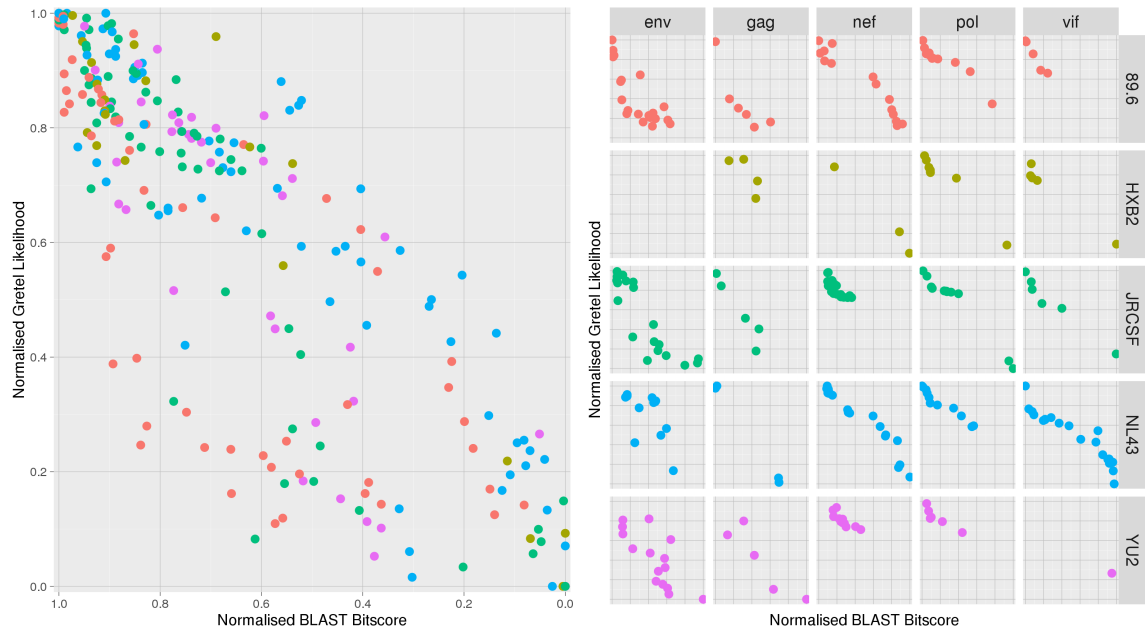 Normalised Gretel Likelihood
1.0
0.8
0.6
0.4
0.2
0.0
1.0 0.8 0.6 0.4 0.2 0.0
Normalised BLAST Bitscore
env gag nef pol vif
Normalised Gretel Likelihood
89.6
HXB2
JRCSF
NL43
YU2
Normalised BLAST Bitscore